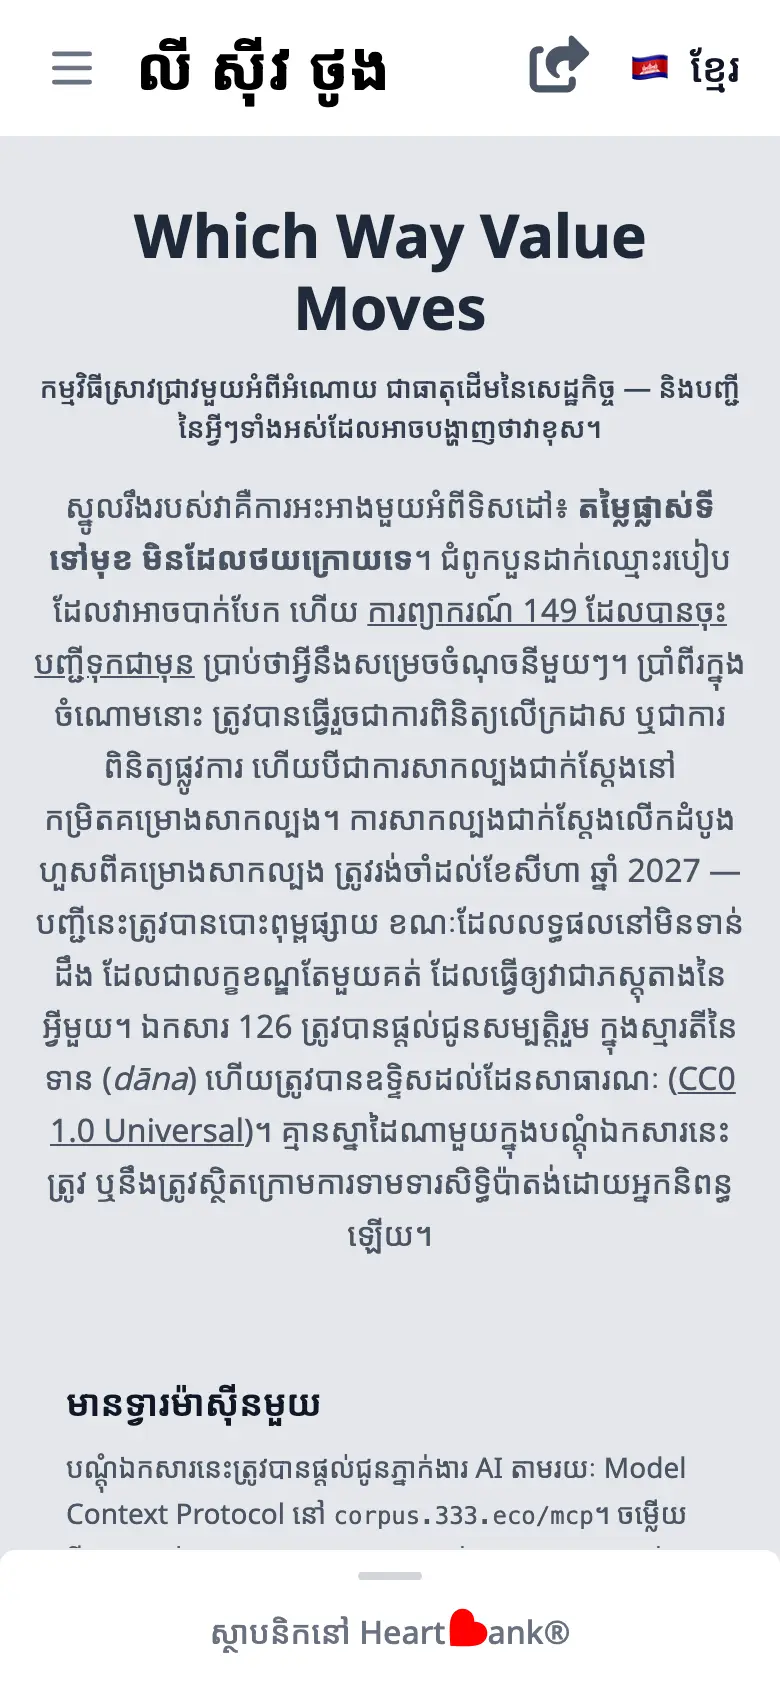 លី ស៊ីវ ថូង
ខ្មែរ
Which Way Value
Moves
កម្មវិធីស្រាវជ្រាវមួយអំពីអំណោយ ជាធាតុដើមនៃសេដ្ឋកិច្ច — និងបញ្ជី
នៃអ្វីៗទាំងអស់ដែលអាចបង្ហាញថាវាខុស។
ស្នូលរឹងរបស់វាគឺការអះអាងមួយអំពីទិសដៅ៖ តម្លៃផ្លាស់ទី
ទៅមុខ មិនដែលថយក្រោយទេ។ ជំពូកបួនដាក់ឈ្មោះរបៀប
ដែលវាអាចបាក់បែក ហើយ ការព្យាករណ៍ 149 ដែលបានចុះ
បញ្ជីទុកជាមុន ប្រាប់ថាអ្វីនឹងសម្រេចចំណុចនីមួយៗ។ ប្រាំពីរក្នុង
ចំណោមនោះ ត្រូវបានធ្វើរួចជាការពិនិត្យលើក្រដាស ឬជាការ
ពិនិត្យផ្លូវការ ហើយបីជាការសាកល្បងជាក់ស្តែងនៅ
កម្រិតគម្រោងសាកល្បង។ ការសាកល្បងជាក់ស្តែងលើកដំបូង
ហួសពីគម្រោងសាកល្បង ត្រូវរង់ចាំដល់ខែសីហា ឆ្នាំ 2027 —
បញ្ជីនេះត្រូវបានបោះពុម្ពផ្សាយ ខណៈដែលលទ្ធផលនៅមិនទាន់
ដឹង ដែលជាលក្ខខណ្ឌតែមួយគត់ ដែលធ្វើឲ្យវាជាភស្តុតាងនៃ
អ្វីមួយ។ ឯកសារ 126 ត្រូវបានផ្តល់ជូនសម្បត្តិរួម ក្នុងស្មារតីនៃ
ទាន (dāna) ហើយត្រូវបានឧទ្ទិសដល់ដែនសាធារណៈ (CC0
1.0 Universal)។ គ្មានស្នាដៃណាមួយក្នុងបណ្តុំឯកសារនេះ
ត្រូវ ឬនឹងត្រូវស្ថិតក្រោមការទាមទារសិទ្ធិប៉ាតង់ដោយអ្នកនិពន្ធ
ឡើយ។
មានទ្វារម៉ាស៊ីនមួយ
បណ្តុំឯកសារនេះត្រូវបានផ្តល់ជូនភ្នាក់ងារ AI តាមរយៈ Model
Context Protocol នៅ corpus.333.eco/mcp។ ចម្លើយ
ស្ថាបនិកនៅ Heart ank®